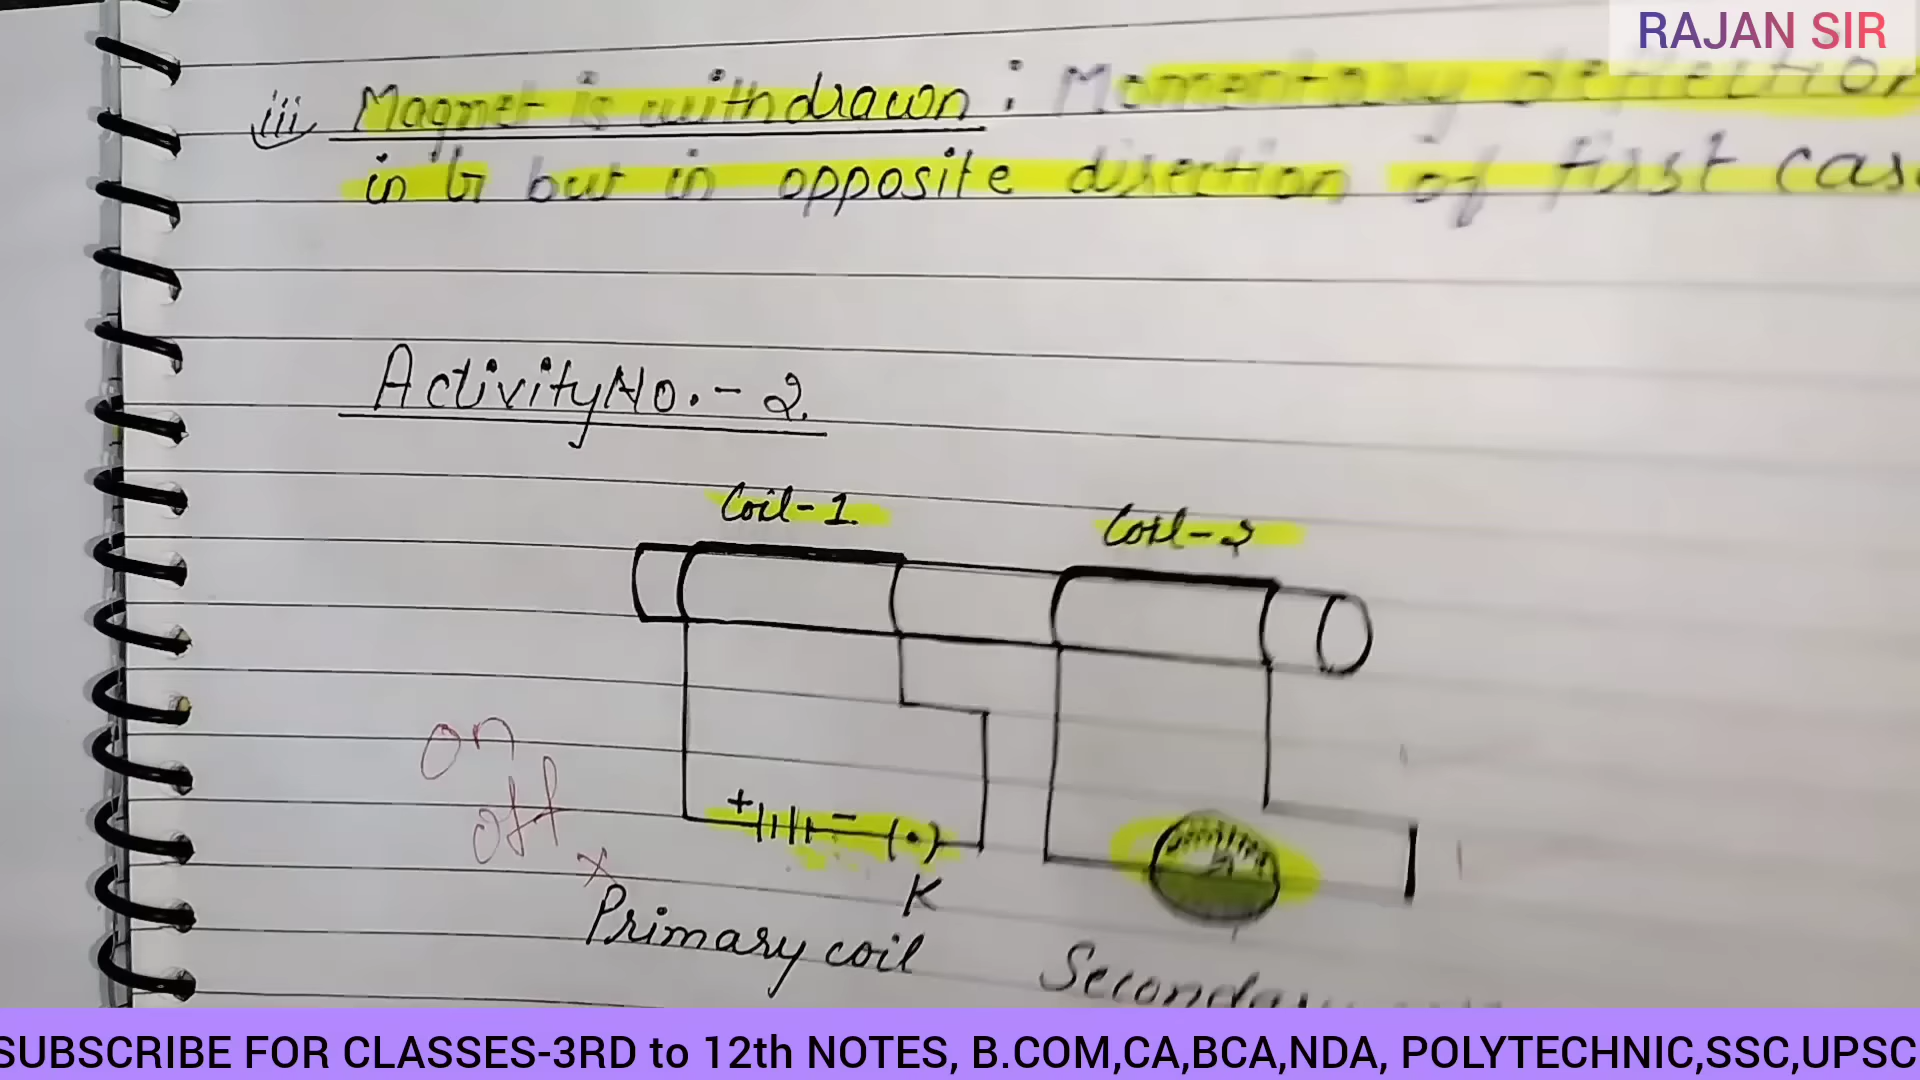 RAJAN SIR
iii Magnet is withdrawn : Momentary deflection
in G but in opposite direction of first case
Activity No. - 2.
Coil-1.
Coil-2
on
off
+ -
×
K
Primary coil
Secondary
SUBSCRIBE FOR CLASSES-3RD to 12th NOTES, B.COM,CA,BCA,NDA, POLYTECHNIC,SSC,UPSC